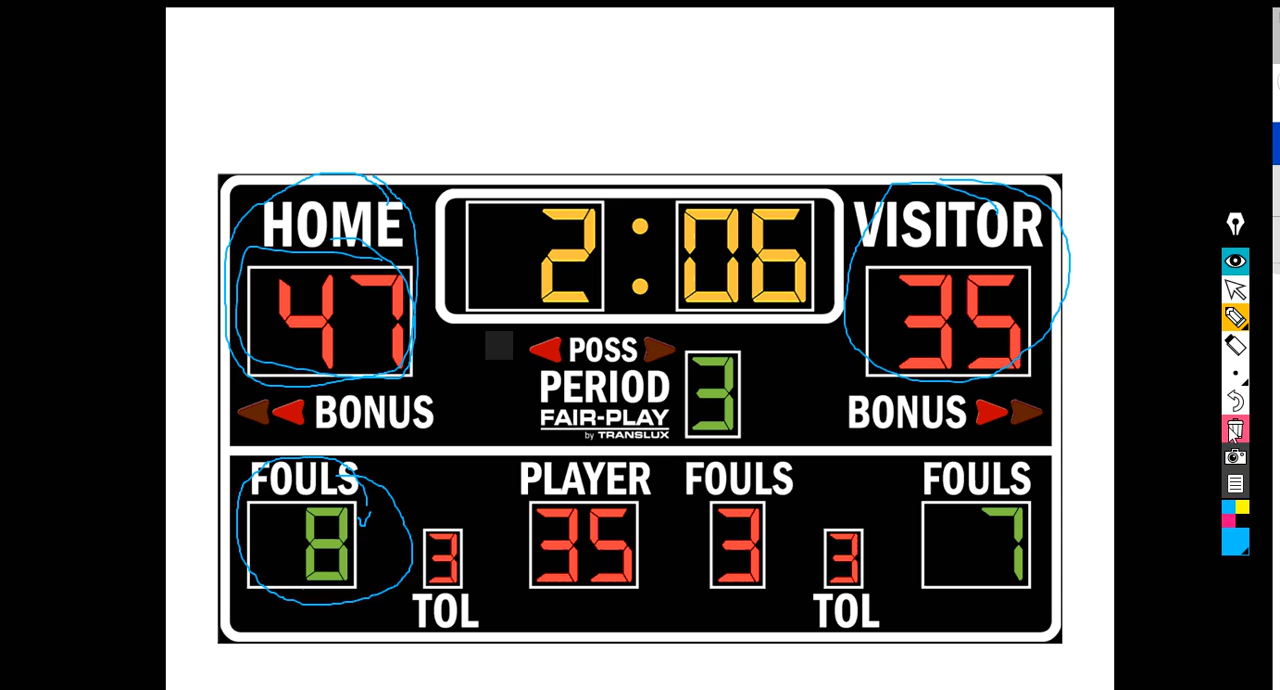 HOME
2:06
VISITOR
47
35
POSS
PERIOD
3
FAIR-PLAY
by TRANSLUX
BONUS
BONUS
FOULS
PLAYER
FOULS
FOULS
8
3
35
3
3
7
TOL
TOL